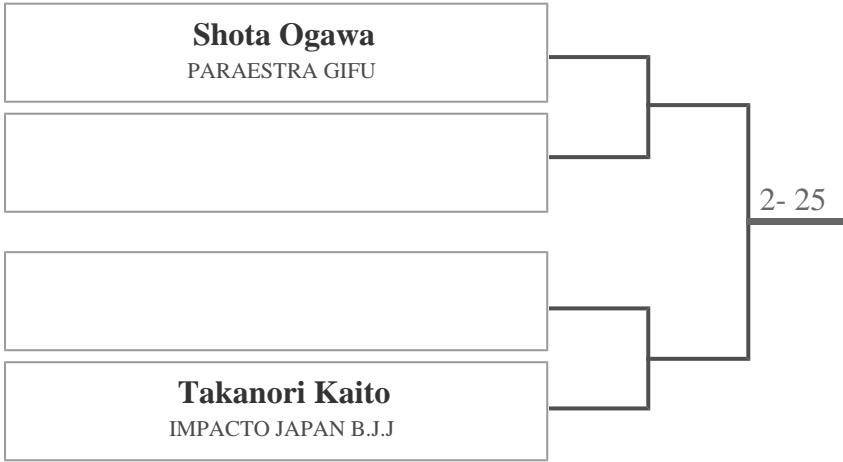 Shota Ogawa
PARAESTRA GIFU
2- 25
Takanori Kaito
IMPACTO JAPAN B.J.J